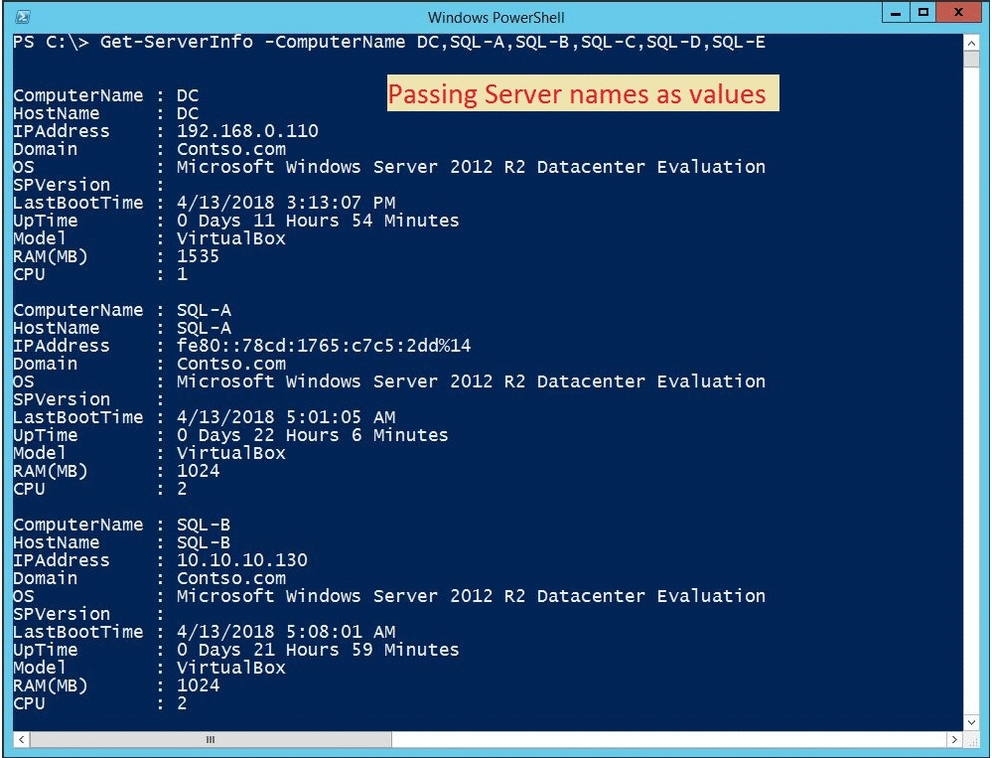 Windows PowerShell
PS C:\> Get-ServerInfo -ComputerName DC,SQL-A,SQL-B,SQL-C,SQL-D,SQL-E
Passing Server names as values
ComputerName : DC
HostName : DC
IPAddress : 192.168.0.110
Domain : Contso.com
OS : Microsoft Windows Server 2012 R2 Datacenter Evaluation
SPVersion :
LastBootTime : 4/13/2018 3:13:07 PM
UpTime : 0 Days 11 Hours 54 Minutes
Model : VirtualBox
RAM(MB) : 1535
CPU : 1
ComputerName : SQL-A
HostName : SQL-A
IPAddress : fe80::78cd:1765:c7c5:2dd%14
Domain : Contso.com
OS : Microsoft Windows Server 2012 R2 Datacenter Evaluation
SPVersion :
LastBootTime : 4/13/2018 5:01:05 AM
UpTime : 0 Days 22 Hours 6 Minutes
Model : VirtualBox
RAM(MB) : 1024
CPU : 2
ComputerName : SQL-B
HostName : SQL-B
IPAddress : 10.10.10.130
Domain : Contso.com
OS : Microsoft Windows Server 2012 R2 Datacenter Evaluation
SPVersion :
LastBootTime : 4/13/2018 5:08:01 AM
UpTime : 0 Days 21 Hours 59 Minutes
Model : VirtualBox
RAM(MB) : 1024
CPU : 2